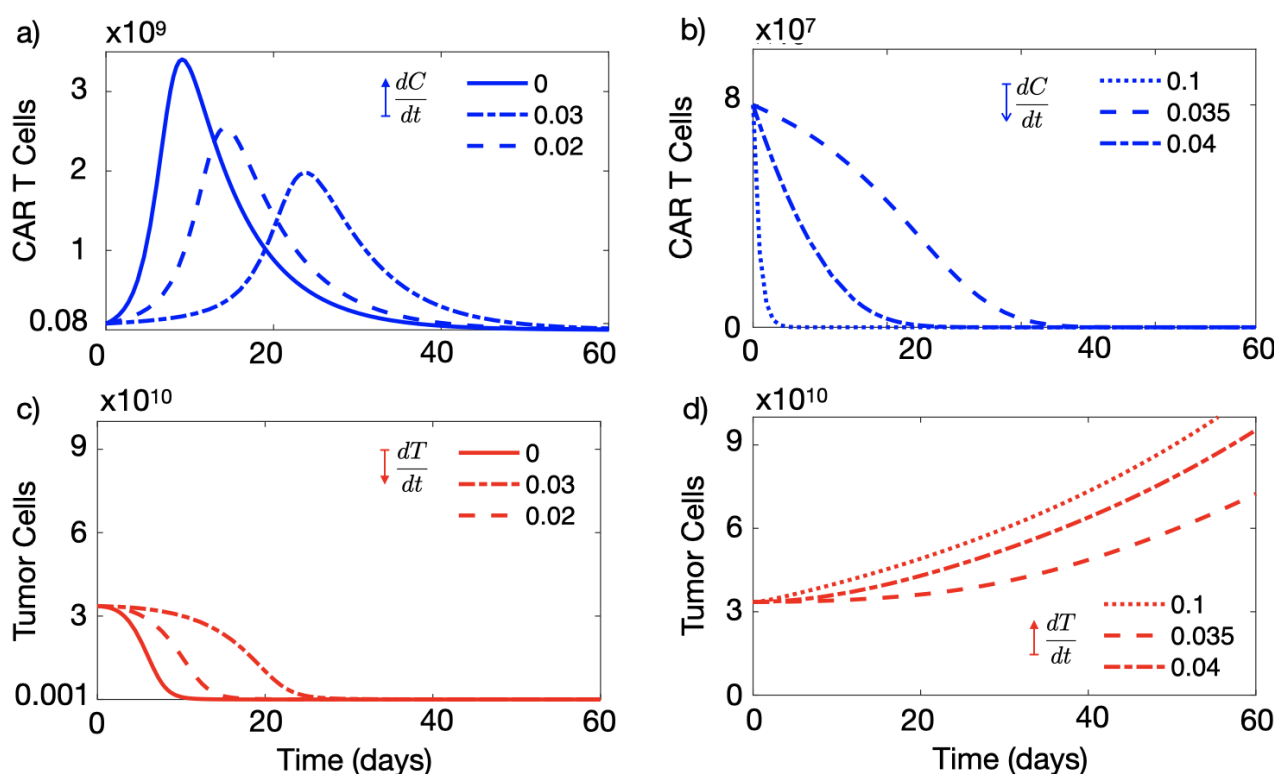 a)
x10⁹
CAR T Cells
3
2
1
0.08
dC
dt
0
0.03
0.02
0
20
40
60
b)
x10⁷
CAR T Cells
8
0
dC
dt
0.1
0.035
0.04
0
20
40
60
c)
x10¹⁰
Tumor Cells
9
6
3
0.001
dT
dt
0
0.03
0.02
0
20
40
60
Time (days)
d)
x10¹⁰
Tumor Cells
9
6
3
0
dT
dt
0.1
0.035
0.04
0
20
40
60
Time (days)